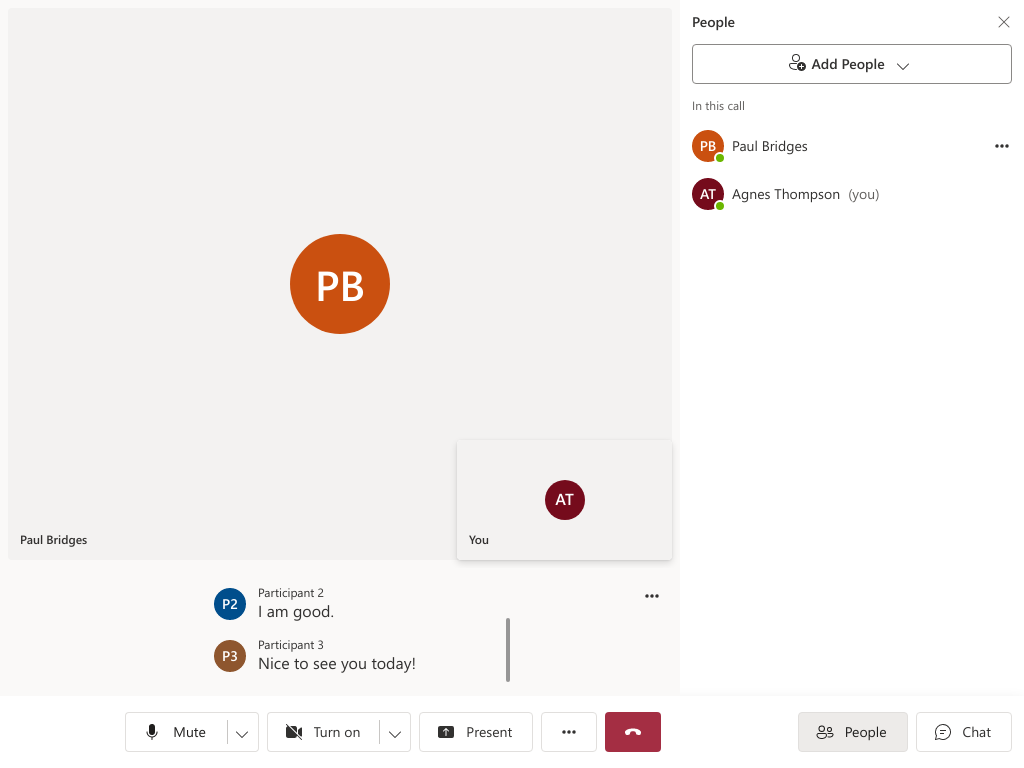 PB
Paul Bridges
AT
You
P2
Participant 2
I am good.
P3
Participant 3
Nice to see you today!
Mute
Turn on
Present
People
Add People
In this call
PB
Paul Bridges
AT
Agnes Thompson (you)
People
Chat